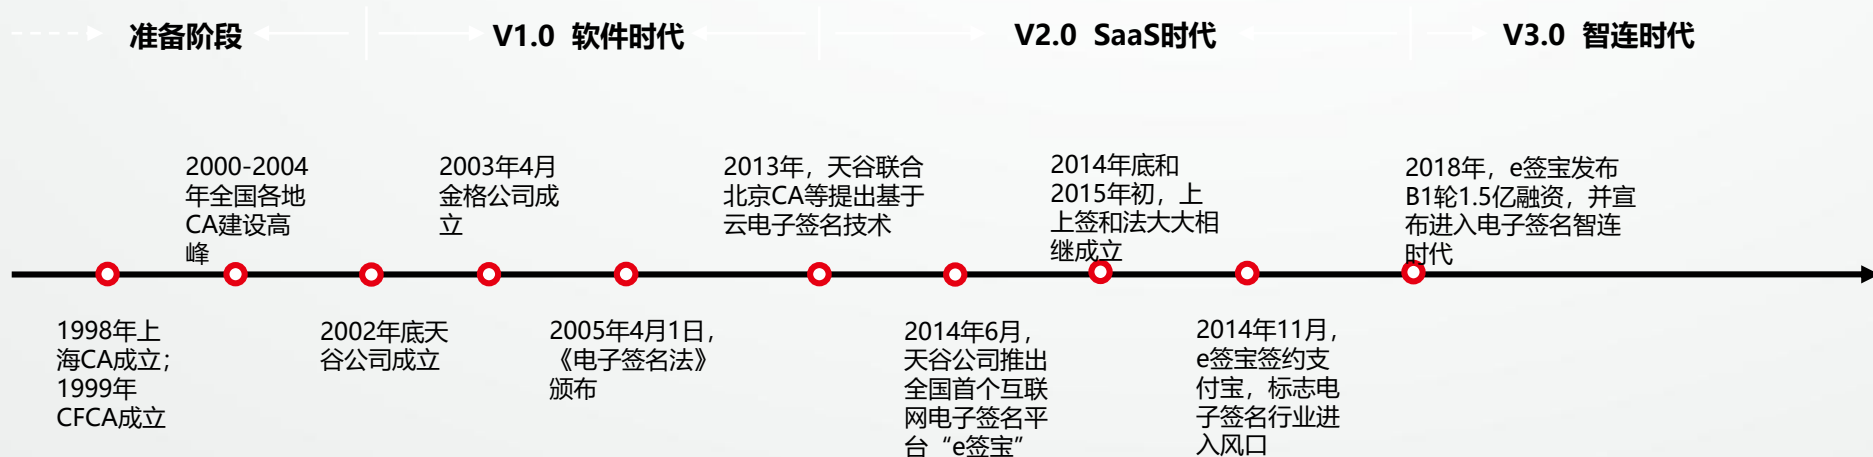 准备阶段
V1.0 软件时代
V2.0 SaaS时代
V3.0 智连时代
2000-2004
年全国各地
CA建设高
峰
2003年4月
金格公司成
立
2013年，天谷联合
北京CA等提出基于
云电子签名技术
2014年底和
2015年初，上
上签和法大大相
继成立
2018年，e签宝发布
B1轮1.5亿融资，并宣
布进入电子签名智连
时代
1998年上
海CA成立；
1999年
CFCA成立
2002年底天
谷公司成立
2005年4月1日，
《电子签名法》
颁布
2014年6月，
天谷公司推出
全国首个互联
网电子签名平
台“e签宝”
2014年11月，
e签宝签约支
付宝，标志电
子签名行业进
入风口